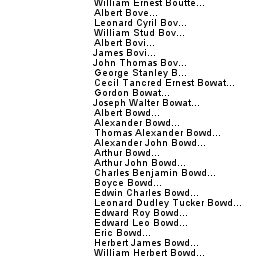 William Ernest Boutte...
Albert Bove...
Leonard Cyril Bov...
William Stud Bov...
Albert Bovi...
James Bovi...
John Thomas Bov...
George Stanley B...
Cecil Tancred Ernest Bowat...
Gordon Bowat...
Joseph Walter Bowat...
Albert Bowd...
Alexander Bowd...
Thomas Alexander Bowd...
Alexander John Bowd...
Arthur Bowd...
Arthur John Bowd...
Charles Benjamin Bowd...
Boyce Bowd...
Edwin Charles Bowd...
Leonard Dudley Tucker Bowd...
Edward Roy Bowd...
Edward Leo Bowd...
Eric Bowd...
Herbert James Bowd...
William Herbert Bowd...